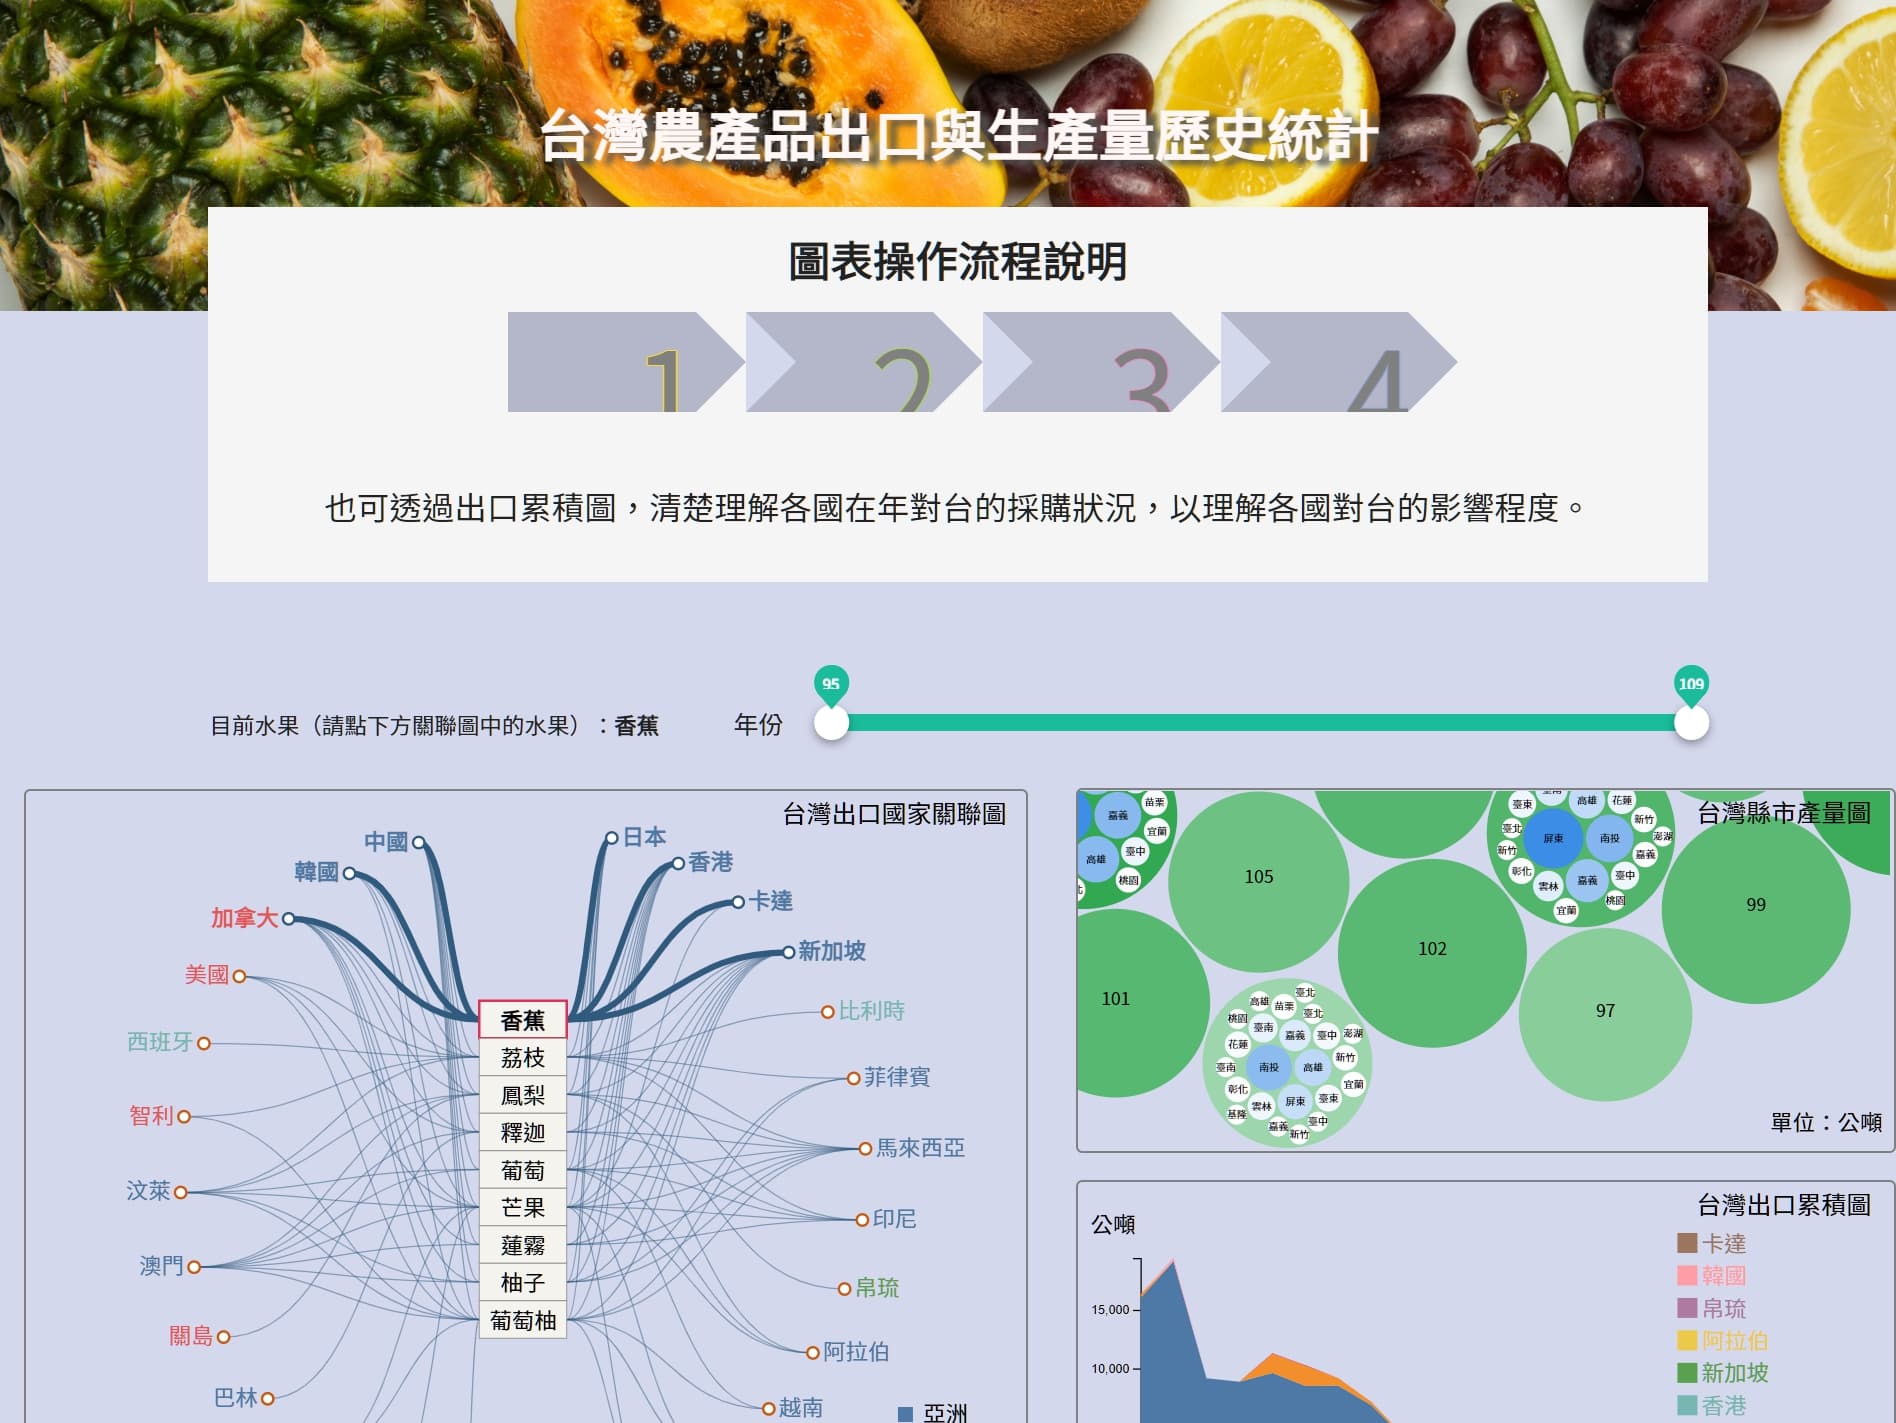 台灣農產品出口與生產量歷史統計
圖表操作流程說明
1 2 3 4
也可透過出口累積圖，清楚理解各國在年對台的採購狀況，以理解各國對台的影響程度。
目前水果（請點下方關聯圖中的水果）：香蕉
年份
95
109
台灣出口國家關聯圖
中國
韓國
加拿大
美國
西班牙
智利
汶萊
澳門
關島
巴林
日本
香港
卡達
新加坡
比利時
菲律賓
馬來西亞
印尼
帛琉
阿拉伯
越南
香蕉
荔枝
鳳梨
釋迦
葡萄
芒果
蓮霧
柚子
葡萄柚
亞洲
台灣縣市產量圖
嘉義
苗栗
宜蘭
高雄
臺中
桃園
105
101
102
97
99
臺東
高雄
花蓮
新竹
澎湖
臺北
屏東
南投
新竹
嘉義
彰化
雲林
嘉義
臺中
桃園
宜蘭
高雄
苗栗
臺北
桃園
臺南
臺北
嘉義
臺中
澎湖
花蓮
新竹
臺南
南投
高雄
宜蘭
彰化
雲林
屏東
臺東
基隆
嘉義
新竹
臺中
單位：公噸
台灣出口累積圖
公噸
15,000
10,000
卡達
韓國
帛琉
阿拉伯
新加坡
香港